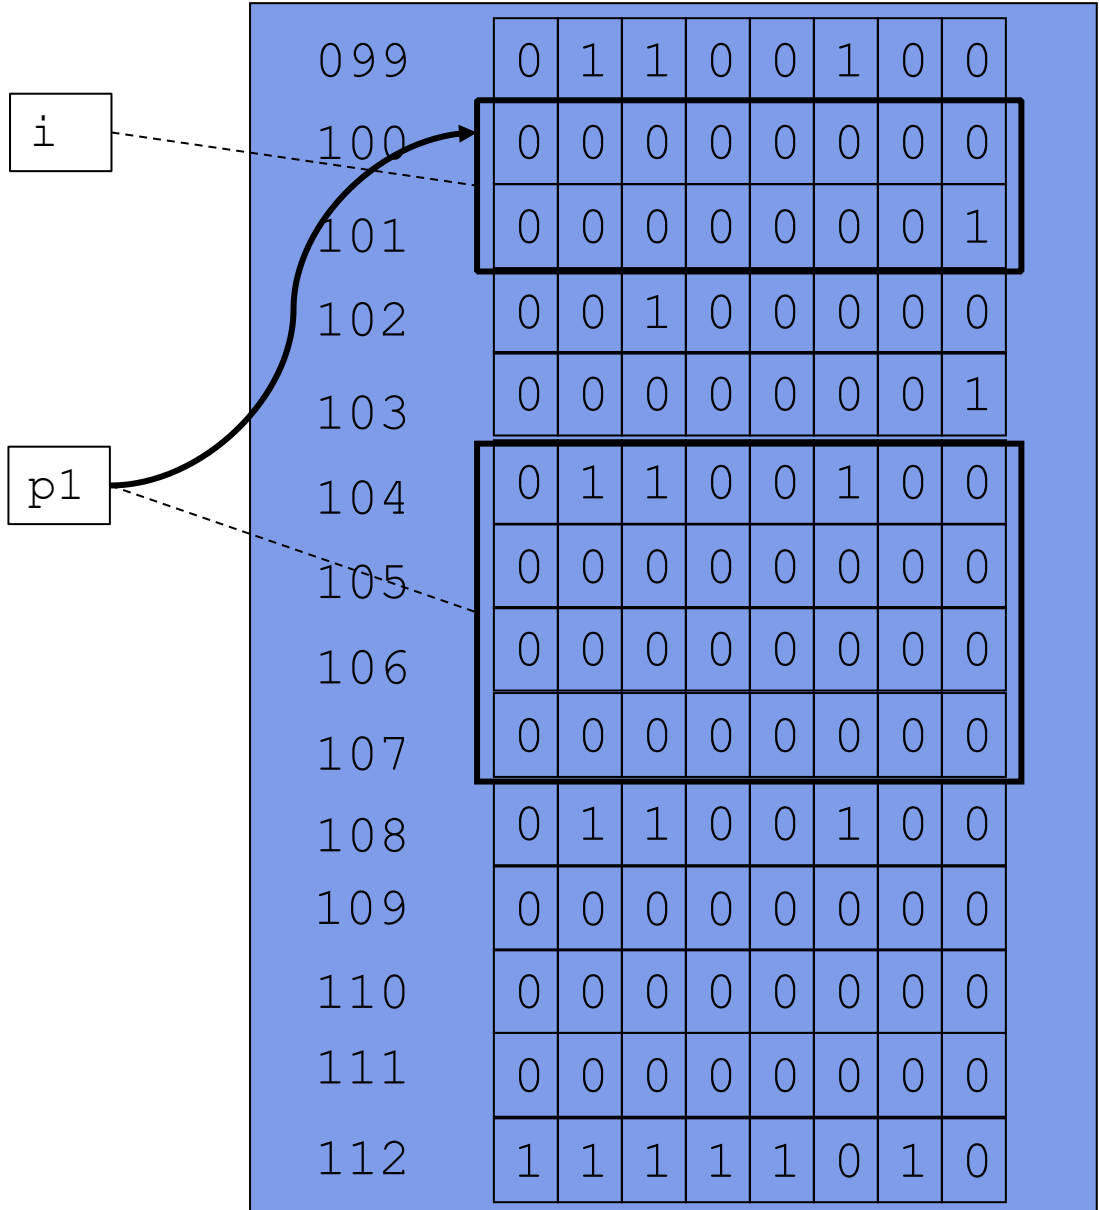 099 0 1 1 0 0 1 0 0
i
100 0 0 0 0 0 0 0 0
101 0 0 0 0 0 0 0 1
102 0 0 1 0 0 0 0 0
103 0 0 0 0 0 0 0 1
p1
104 0 1 1 0 0 1 0 0
105 0 0 0 0 0 0 0 0
106 0 0 0 0 0 0 0 0
107 0 0 0 0 0 0 0 0
108 0 1 1 0 0 1 0 0
109 0 0 0 0 0 0 0 0
110 0 0 0 0 0 0 0 0
111 0 0 0 0 0 0 0 0
112 1 1 1 1 1 0 1 0